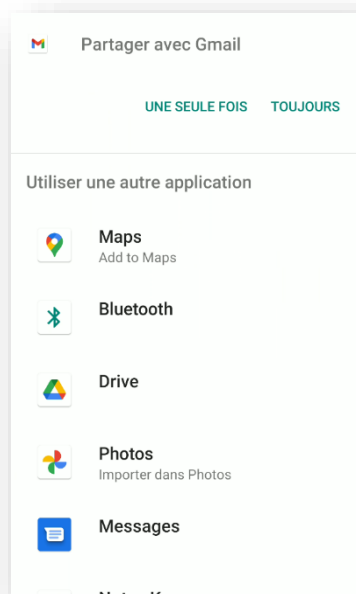 Partager avec Gmail
UNE SEULE FOIS TOUJOURS
Utiliser une autre application
Maps
Add to Maps
Bluetooth
Drive
Photos
Importer dans Photos
Messages